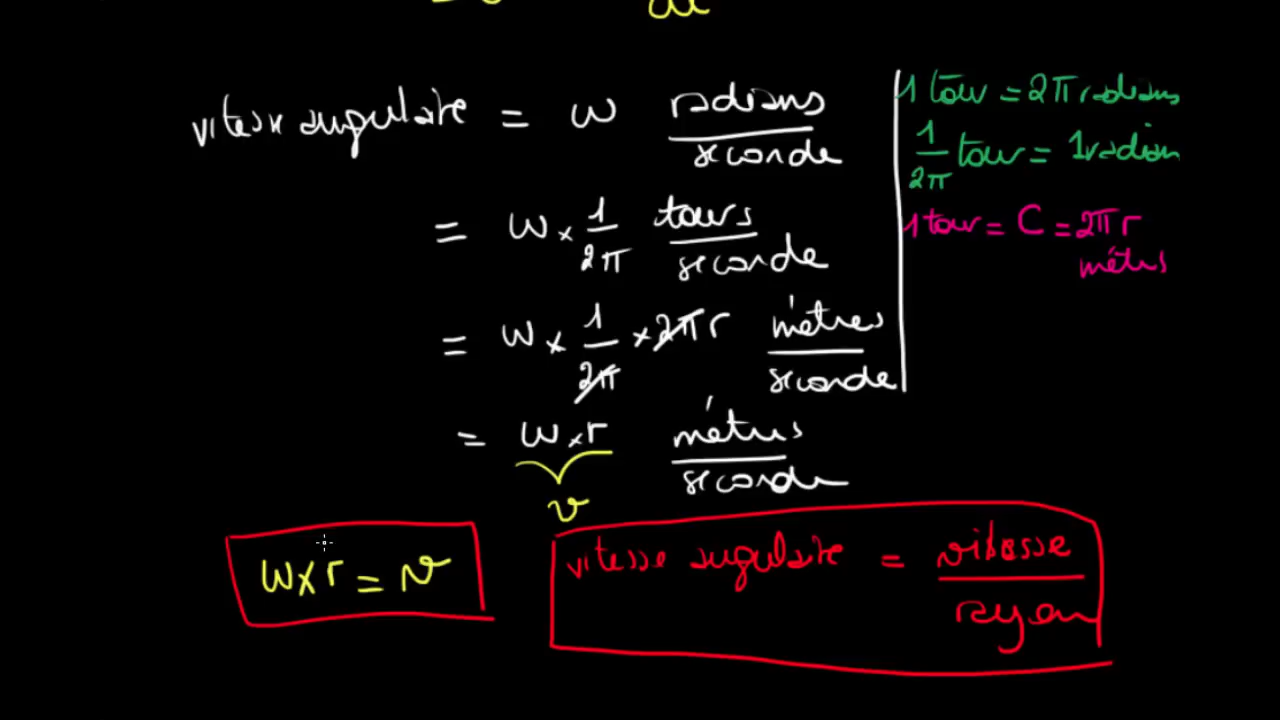 vitesse angulaire = ω radians/seconde
= ω × 1/2π tours/seconde
= ω × 1/2π × 2πr mètres/seconde
= ω × r mètres/seconde
v
1 tour = 2π radians
1/2π tour = 1 radian
1 tour = C = 2πr
mètres
ω × r = v
vitesse angulaire = vitesse/rayon